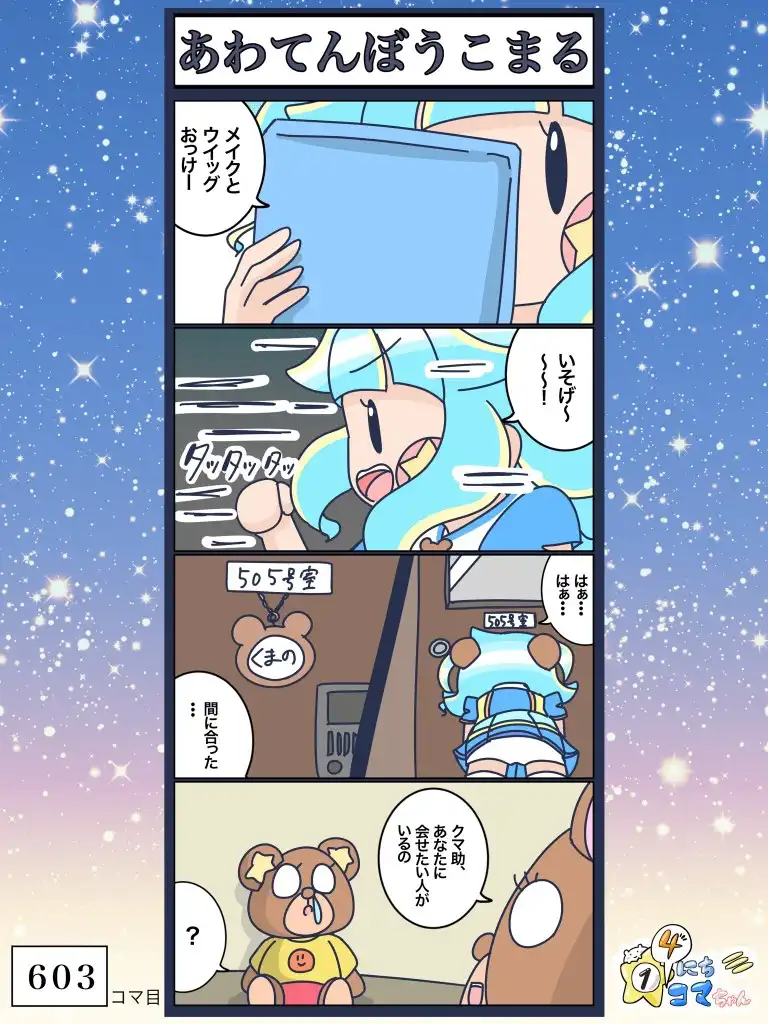 あわてんぼうこまる
メイクと
ウイッグ
おっけー
いそげ〜
〜〜!
タッタッタッ
はぁ…
はぁ…
505号室
505号室
くまの
間に合った
…
クマ助、
あなたに
会せたい人が
いるの
?
603
コマ目
1
にち
4
コマ
ちゃん